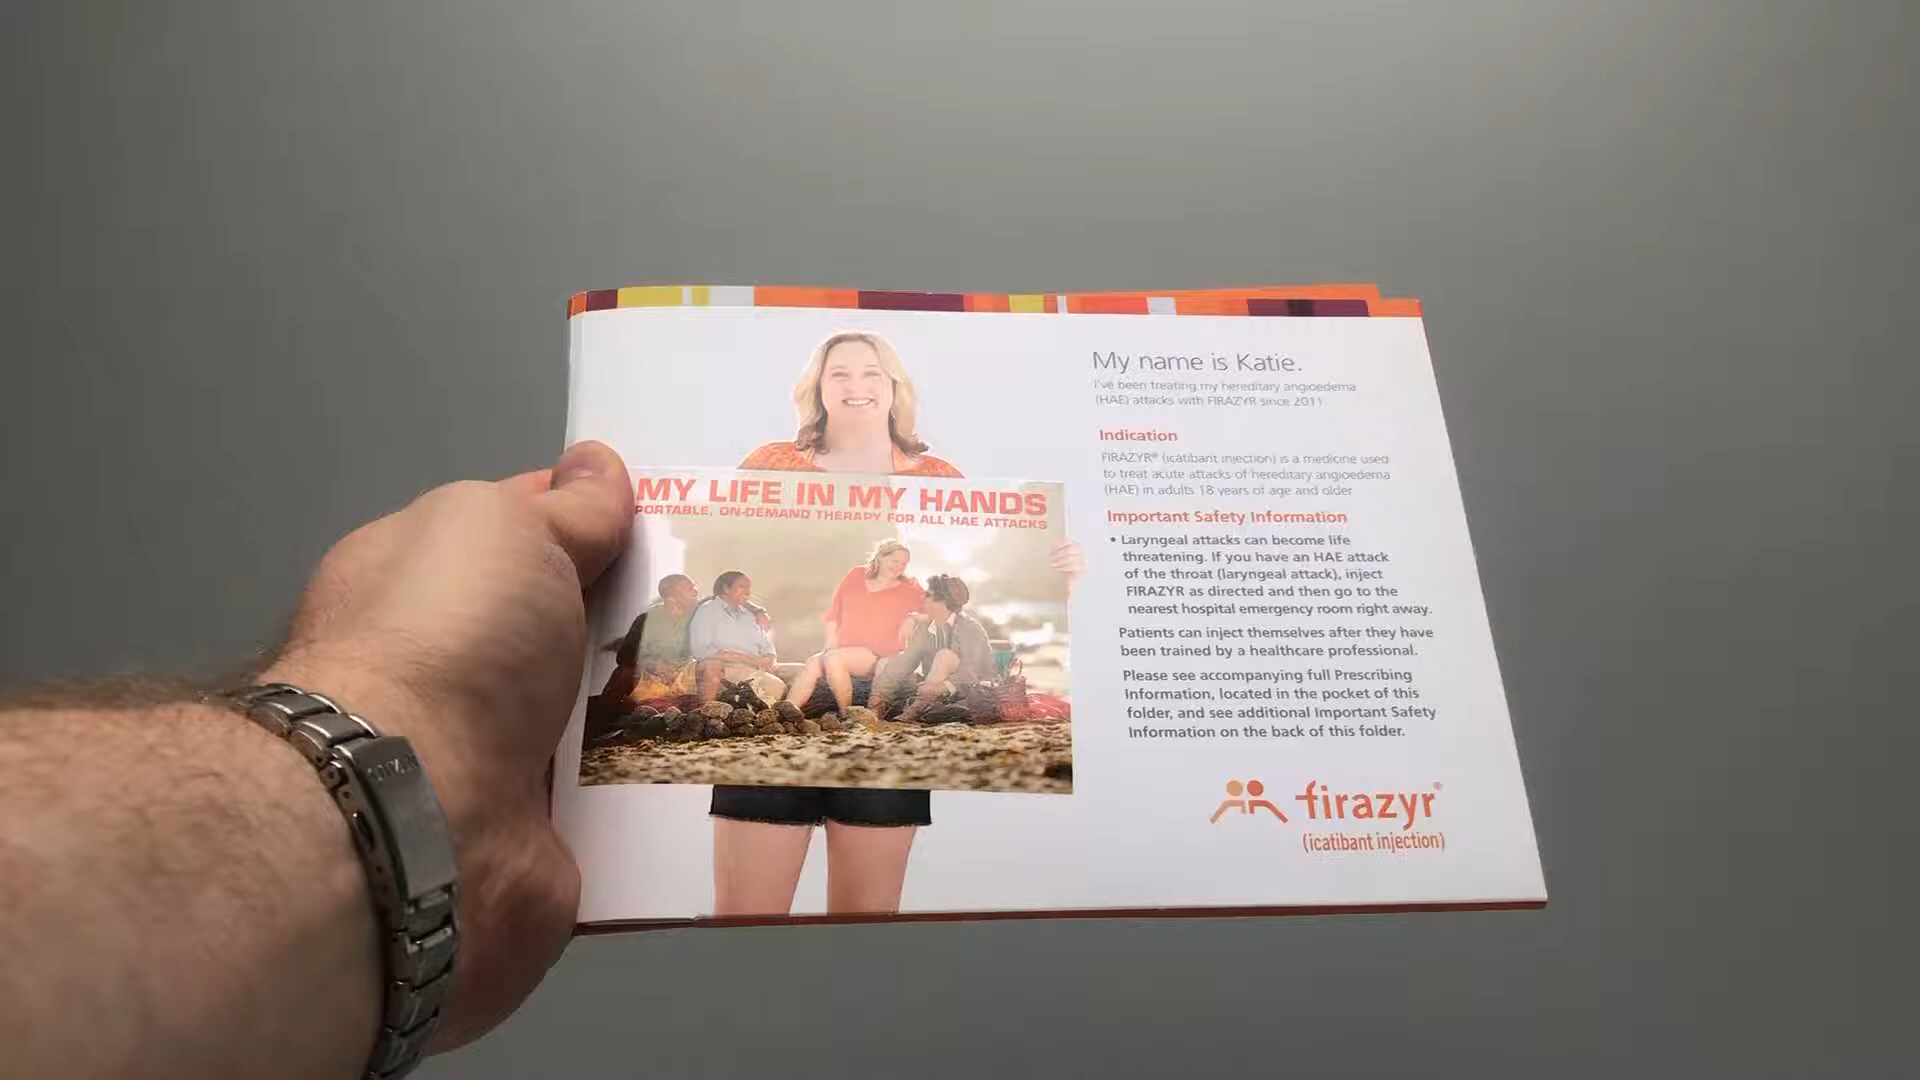 MY LIFE IN MY HANDS
PORTABLE, ON-DEMAND THERAPY FOR ALL HAE ATTACKS
My name is Katie.
I've been treating my hereditary angioedema
(HAE) attacks with FIRAZYR since 2011.
Indication
FIRAZYR® (icatibant injection) is a medicine used
to treat acute attacks of hereditary angioedema
(HAE) in adults 18 years of age and older
Important Safety Information
• Laryngeal attacks can become life
threatening. If you have an HAE attack
of the throat (laryngeal attack), inject
FIRAZYR as directed and then go to the
nearest hospital emergency room right away.
Patients can inject themselves after they have
been trained by a healthcare professional.
Please see accompanying full Prescribing
Information, located in the pocket of this
folder, and see additional Important Safety
Information on the back of this folder.
firazyr®
(icatibant injection)